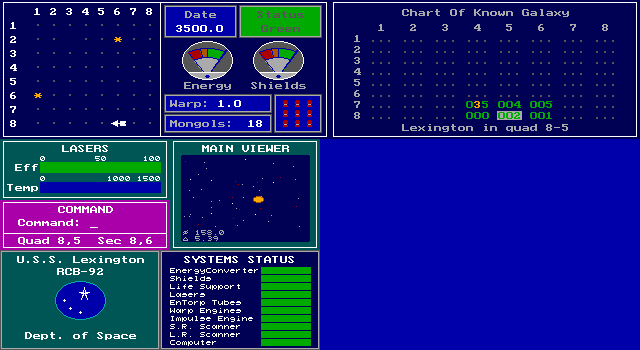 1 2 3 4 5 6 7 8
1
2
3
4
5
6
7
8
Date
3500.0
Status
Green
Energy Shields
Warp: 1.0
Mongols: 18
Chart Of Known Galaxy
1 2 3 4 5 6 7 8
1
2
3
4
5
6
7 035 004 005
8 000 002 001
Lexington in quad 8-5
LASERS
0 50 100
Eff
0 1000 1500
Temp
MAIN VIEWER
158.0
5.39
COMMAND
Command: _
Quad 8,5 Sec 8,6
U.S.S. Lexington
RCB-92
Dept. of Space
SYSTEMS STATUS
EnergyConverter
Shields
Life Support
Lasers
EnTorp Tubes
Warp Engines
Impulse Engine
S.R. Scanner
L.R. Scanner
Computer